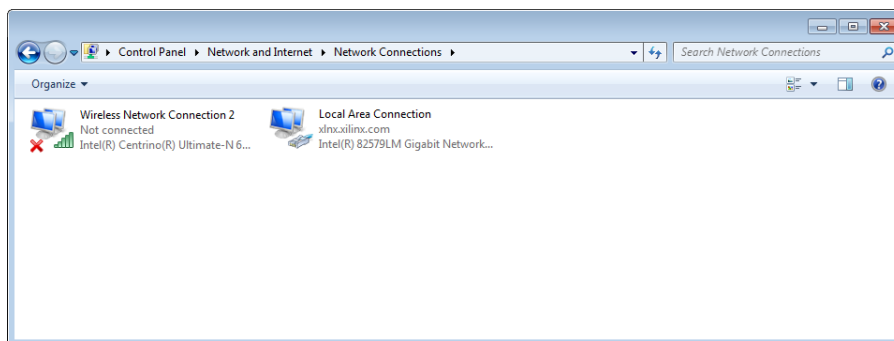 Control Panel Network and Internet Network Connections Search Network Connections
Organize
Wireless Network Connection 2
Not connected
Intel(R) Centrino(R) Ultimate-N 6...
Local Area Connection
xlnx.xilinx.com
Intel(R) 82579LM Gigabit Network...